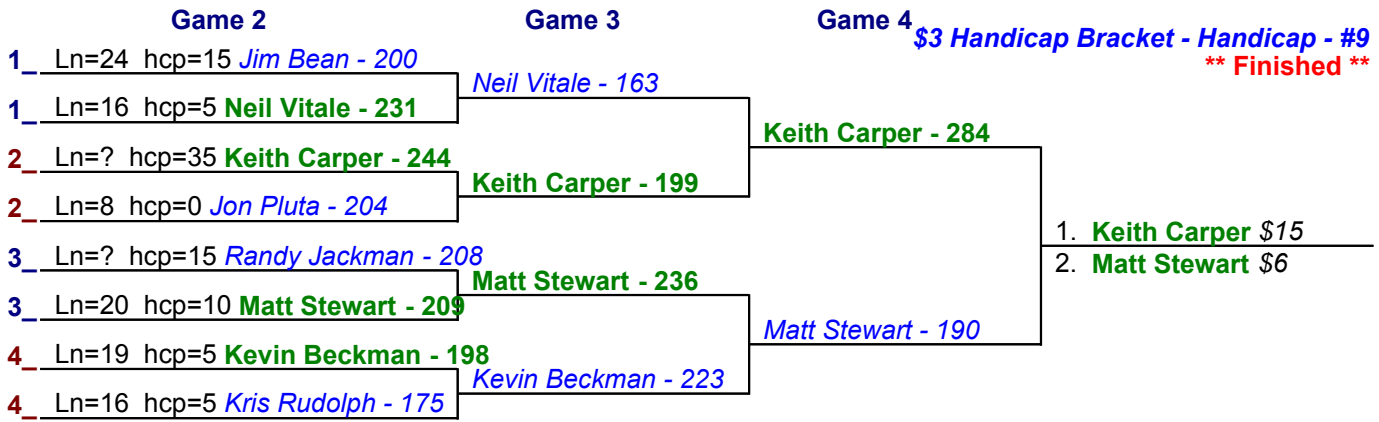 Game 2 Game 3 Game 4
$3 Handicap Bracket - Handicap - #9
** Finished **
1_ Ln=24 hcp=15 Jim Bean - 200
Neil Vitale - 163
1_ Ln=16 hcp=5 Neil Vitale - 231
Keith Carper - 284
2_ Ln=? hcp=35 Keith Carper - 244
Keith Carper - 199
2_ Ln=8 hcp=0 Jon Pluta - 204
1. Keith Carper $15
3_ Ln=? hcp=15 Randy Jackman - 208
2. Matt Stewart $6
Matt Stewart - 236
3_ Ln=20 hcp=10 Matt Stewart - 209
Matt Stewart - 190
4_ Ln=19 hcp=5 Kevin Beckman - 198
Kevin Beckman - 223
4_ Ln=16 hcp=5 Kris Rudolph - 175